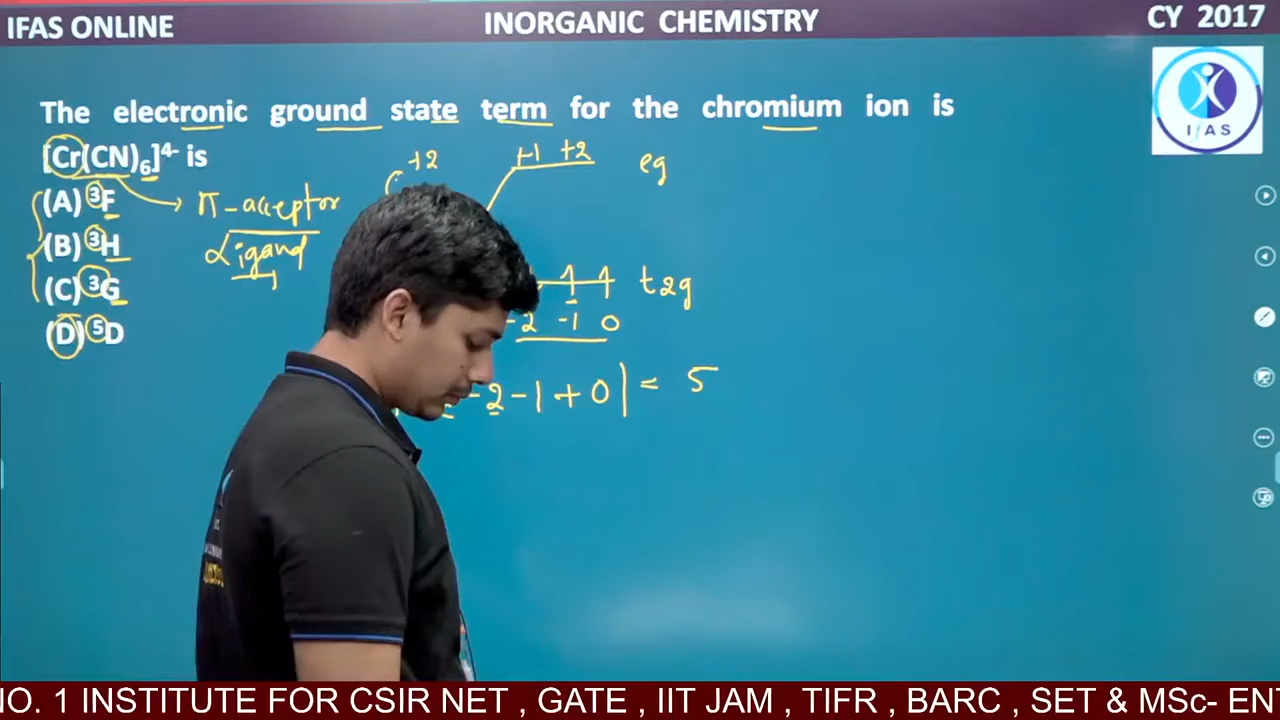 IFAS ONLINE
INORGANIC CHEMISTRY
CY 2017
The electronic ground state term for the chromium ion is
[Cr(CN)₆]⁴⁻ is
(A) ³F
(B) ³H
(C) ³G
(D) ⁵D
IFAS
π-acceptor
Ligand
+2
+1 +2 eg
t2g
-2 -1 0
-2-1+0| = 5
NO. 1 INSTITUTE FOR CSIR NET , GATE , IIT JAM , TIFR , BARC , SET & MSc- ENT